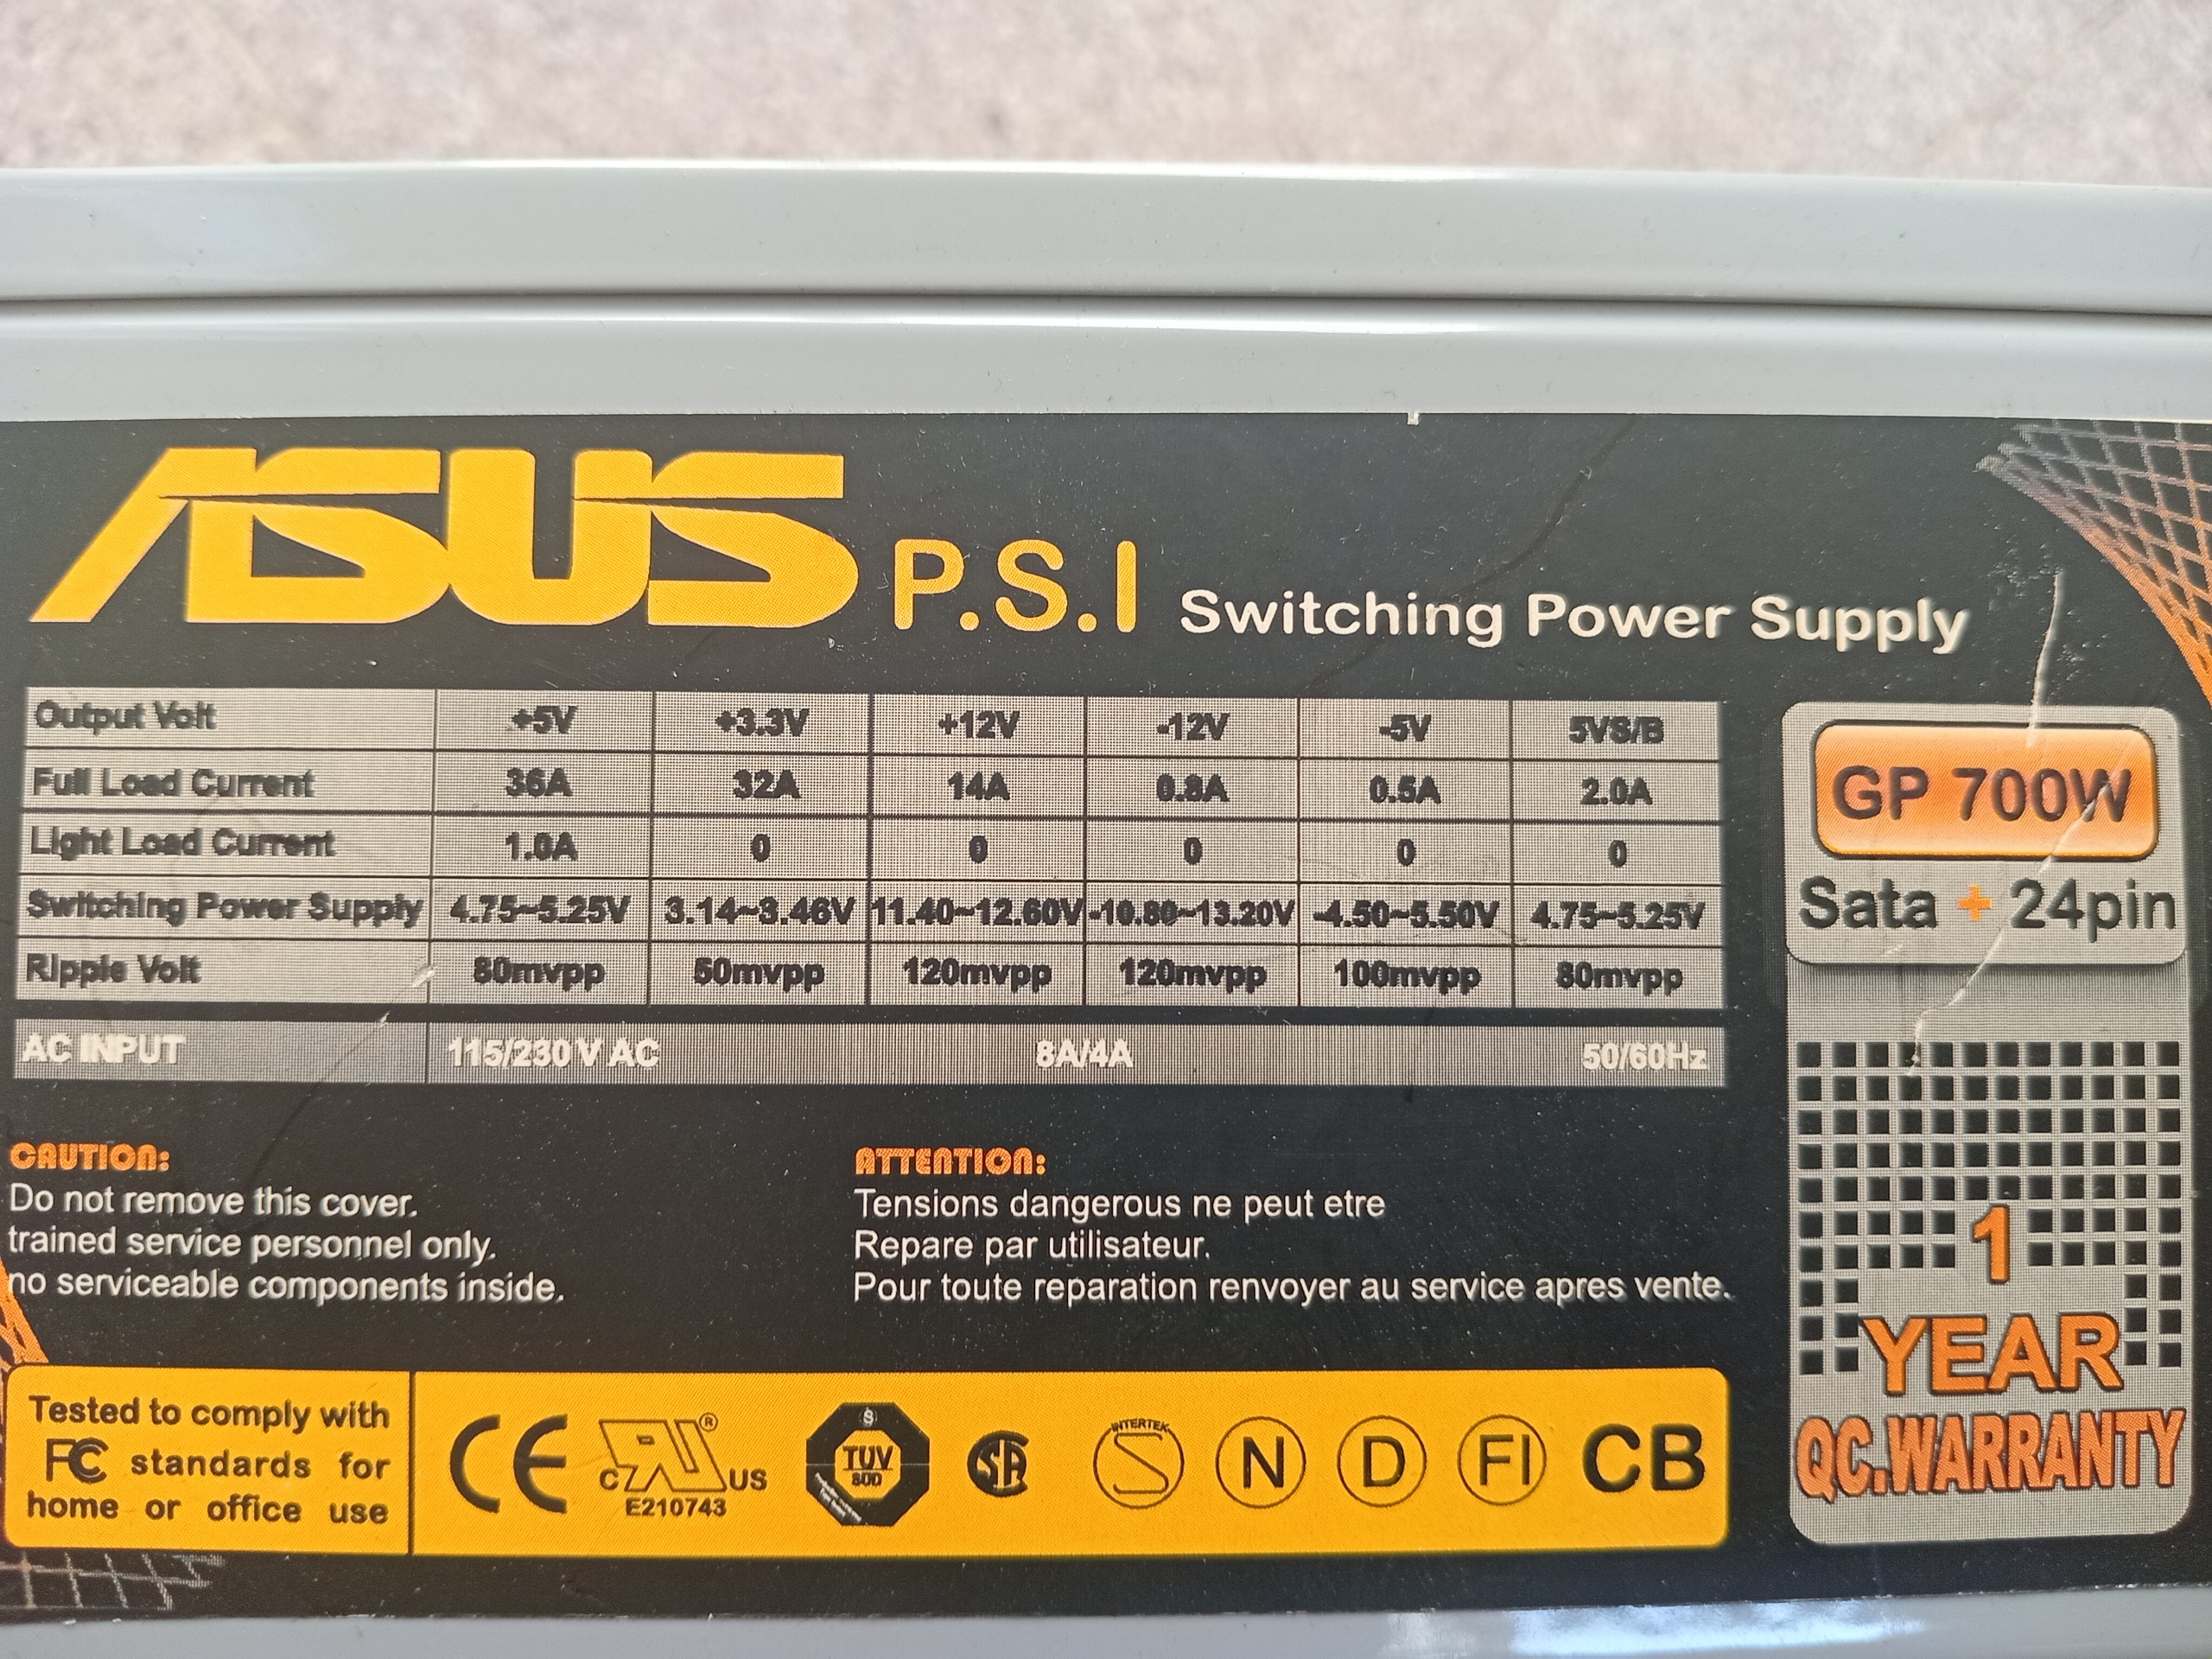 ASUS P.S.I Switching Power Supply
Output Volt +5V +3.3V +12V -12V -5V 5VS/B
Full Load Current 36A 32A 14A 0.8A 0.5A 2.0A
Light Load Current 1.0A 0 0 0 0 0
Switching Power Supply 4.75~5.25V 3.14~3.46V 11.40~12.60V -10.80~13.20V -4.50~5.50V 4.75~5.25V
Ripple Volt 80mvpp 50mvpp 120mvpp 120mvpp 100mvpp 80mvpp
AC INPUT 115/230 V AC 8A/4A 50/60Hz
GP 700W
Sata + 24pin
CAUTION:
Do not remove this cover.
trained service personnel only.
no serviceable components inside.
ATTENTION:
Tensions dangerous ne peut etre
Repare par utilisateur.
Pour toute reparation renvoyer au service apres vente.
1
YEAR
QC.WARRANTY
Tested to comply with
FC standards for
home or office use
CE
c RU ® US
E210743
S
TUV
SUD
SA
INTERTEK
S
N
D
FI
CB